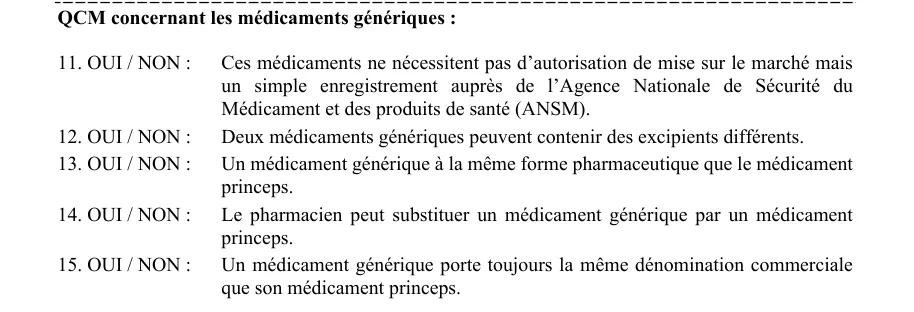 QCM concernant les médicaments génériques :
11. OUI / NON : Ces médicaments ne nécessitent pas d’autorisation de mise sur le marché mais
un simple enregistrement auprès de l’Agence Nationale de Sécurité du
Médicament et des produits de santé (ANSM).
12. OUI / NON : Deux médicaments génériques peuvent contenir des excipients différents.
13. OUI / NON : Un médicament générique à la même forme pharmaceutique que le médicament
princeps.
14. OUI / NON : Le pharmacien peut substituer un médicament générique par un médicament
princeps.
15. OUI / NON : Un médicament générique porte toujours la même dénomination commerciale
que son médicament princeps.